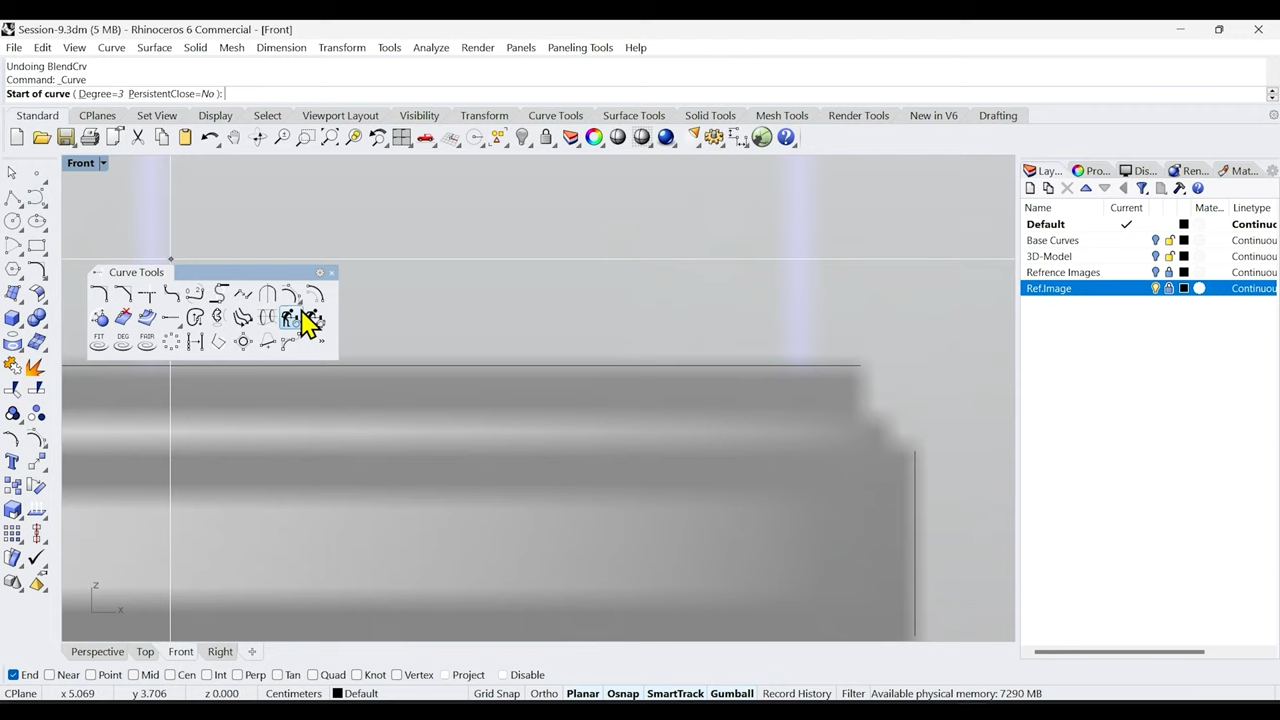 Session-9.3dm (5 MB) - Rhinoceros 6 Commercial - [Front]
File Edit View Curve Surface Solid Mesh Dimension Transform Tools Analyze Render Panels Paneling Tools Help
Undoing BlendCrv
Command: _Curve
Start of curve ( Degree=3 PersistentClose=No ):
Standard CPlanes Set View Display Select Viewport Layout Visibility Transform Curve Tools Surface Tools Solid Tools Mesh Tools Render Tools New in V6 Drafting
Front
Lay... Pro... Dis... Ren... Mat...
Name Current Mate... Linetype
Default Continuc
Base Curves Continuou
3D-Model Continuou
Refrence Images Continuou
Ref.Image Continuou
Curve Tools
FIT DEG FAIR
z
x
Perspective Top Front Right
End Near Point Mid Cen Int Perp Tan Quad Knot Vertex Project Disable
CPlane x 5.069 y 3.706 z 0.000 Centimeters Default Grid Snap Ortho Planar Osnap SmartTrack Gumball Record History Filter Available physical memory: 7290 MB